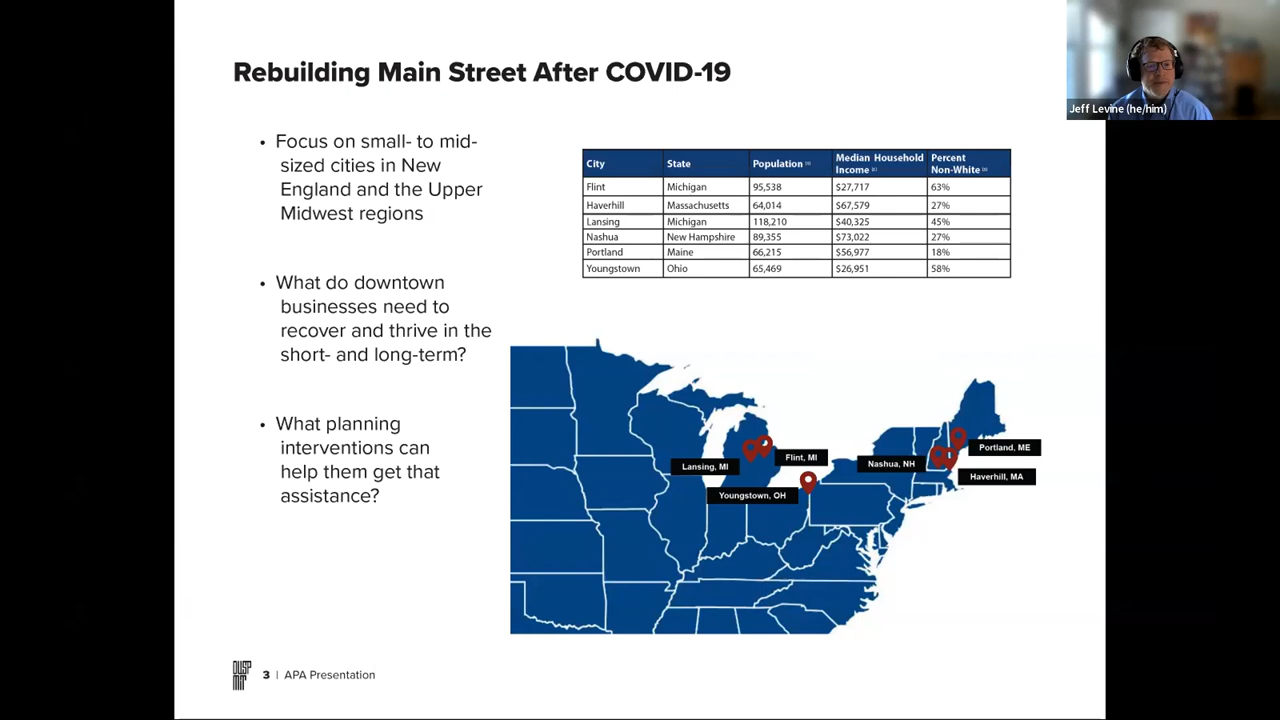 Rebuilding Main Street After COVID-19
Jeff Levine (he/him)
• Focus on small- to mid-
sized cities in New
England and the Upper
Midwest regions
• What do downtown
businesses need to
recover and thrive in the
short- and long-term?
• What planning
interventions can
help them get that
assistance?
City State Population Median Household Income Percent Non-White
Flint Michigan 95,538 $27,717 63%
Haverhill Massachusetts 64,014 $67,579 27%
Lansing Michigan 118,210 $40,325 45%
Nashua New Hampshire 89,355 $73,022 27%
Portland Maine 66,215 $56,977 18%
Youngstown Ohio 65,469 $26,951 58%
Portland, ME
Flint, MI
Nashua, NH
Lansing, MI
Haverhill, MA
Youngstown, OH
DUSP
MIT
3 | APA Presentation